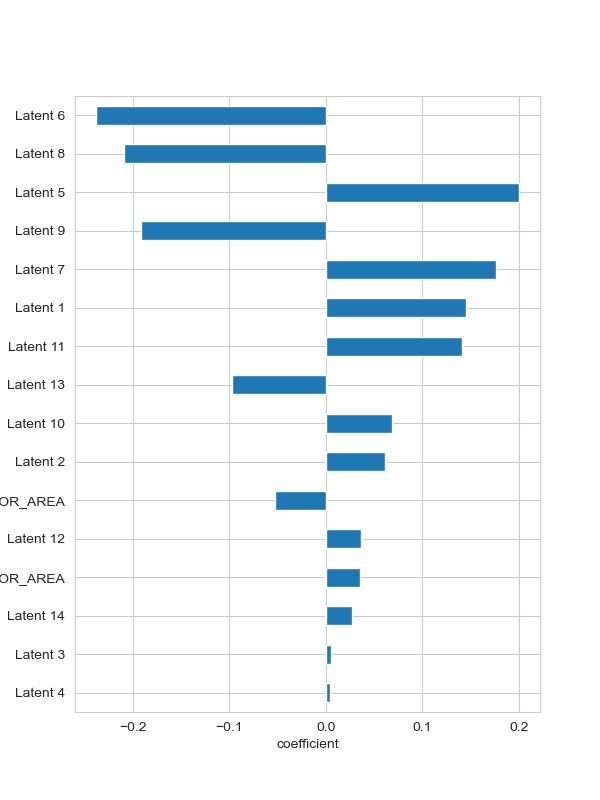 Latent 6
Latent 8
Latent 5
Latent 9
Latent 7
Latent 1
Latent 11
Latent 13
Latent 10
Latent 2
OR_AREA
Latent 12
OR_AREA
Latent 14
Latent 3
Latent 4
−0.2 −0.1 0.0 0.1 0.2
coefficient